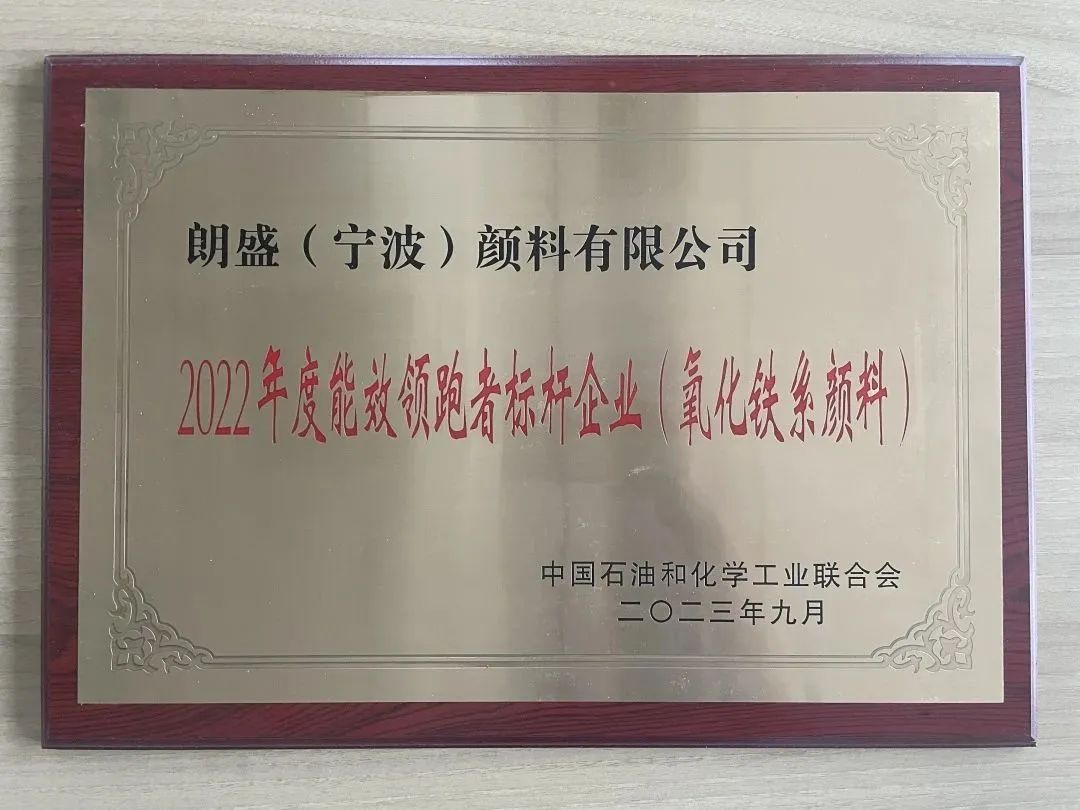 朗盛（宁波）颜料有限公司
2022年度能效领跑者标杆企业（氧化铁系颜料）
中国石油和化学工业联合会
二〇二三年九月